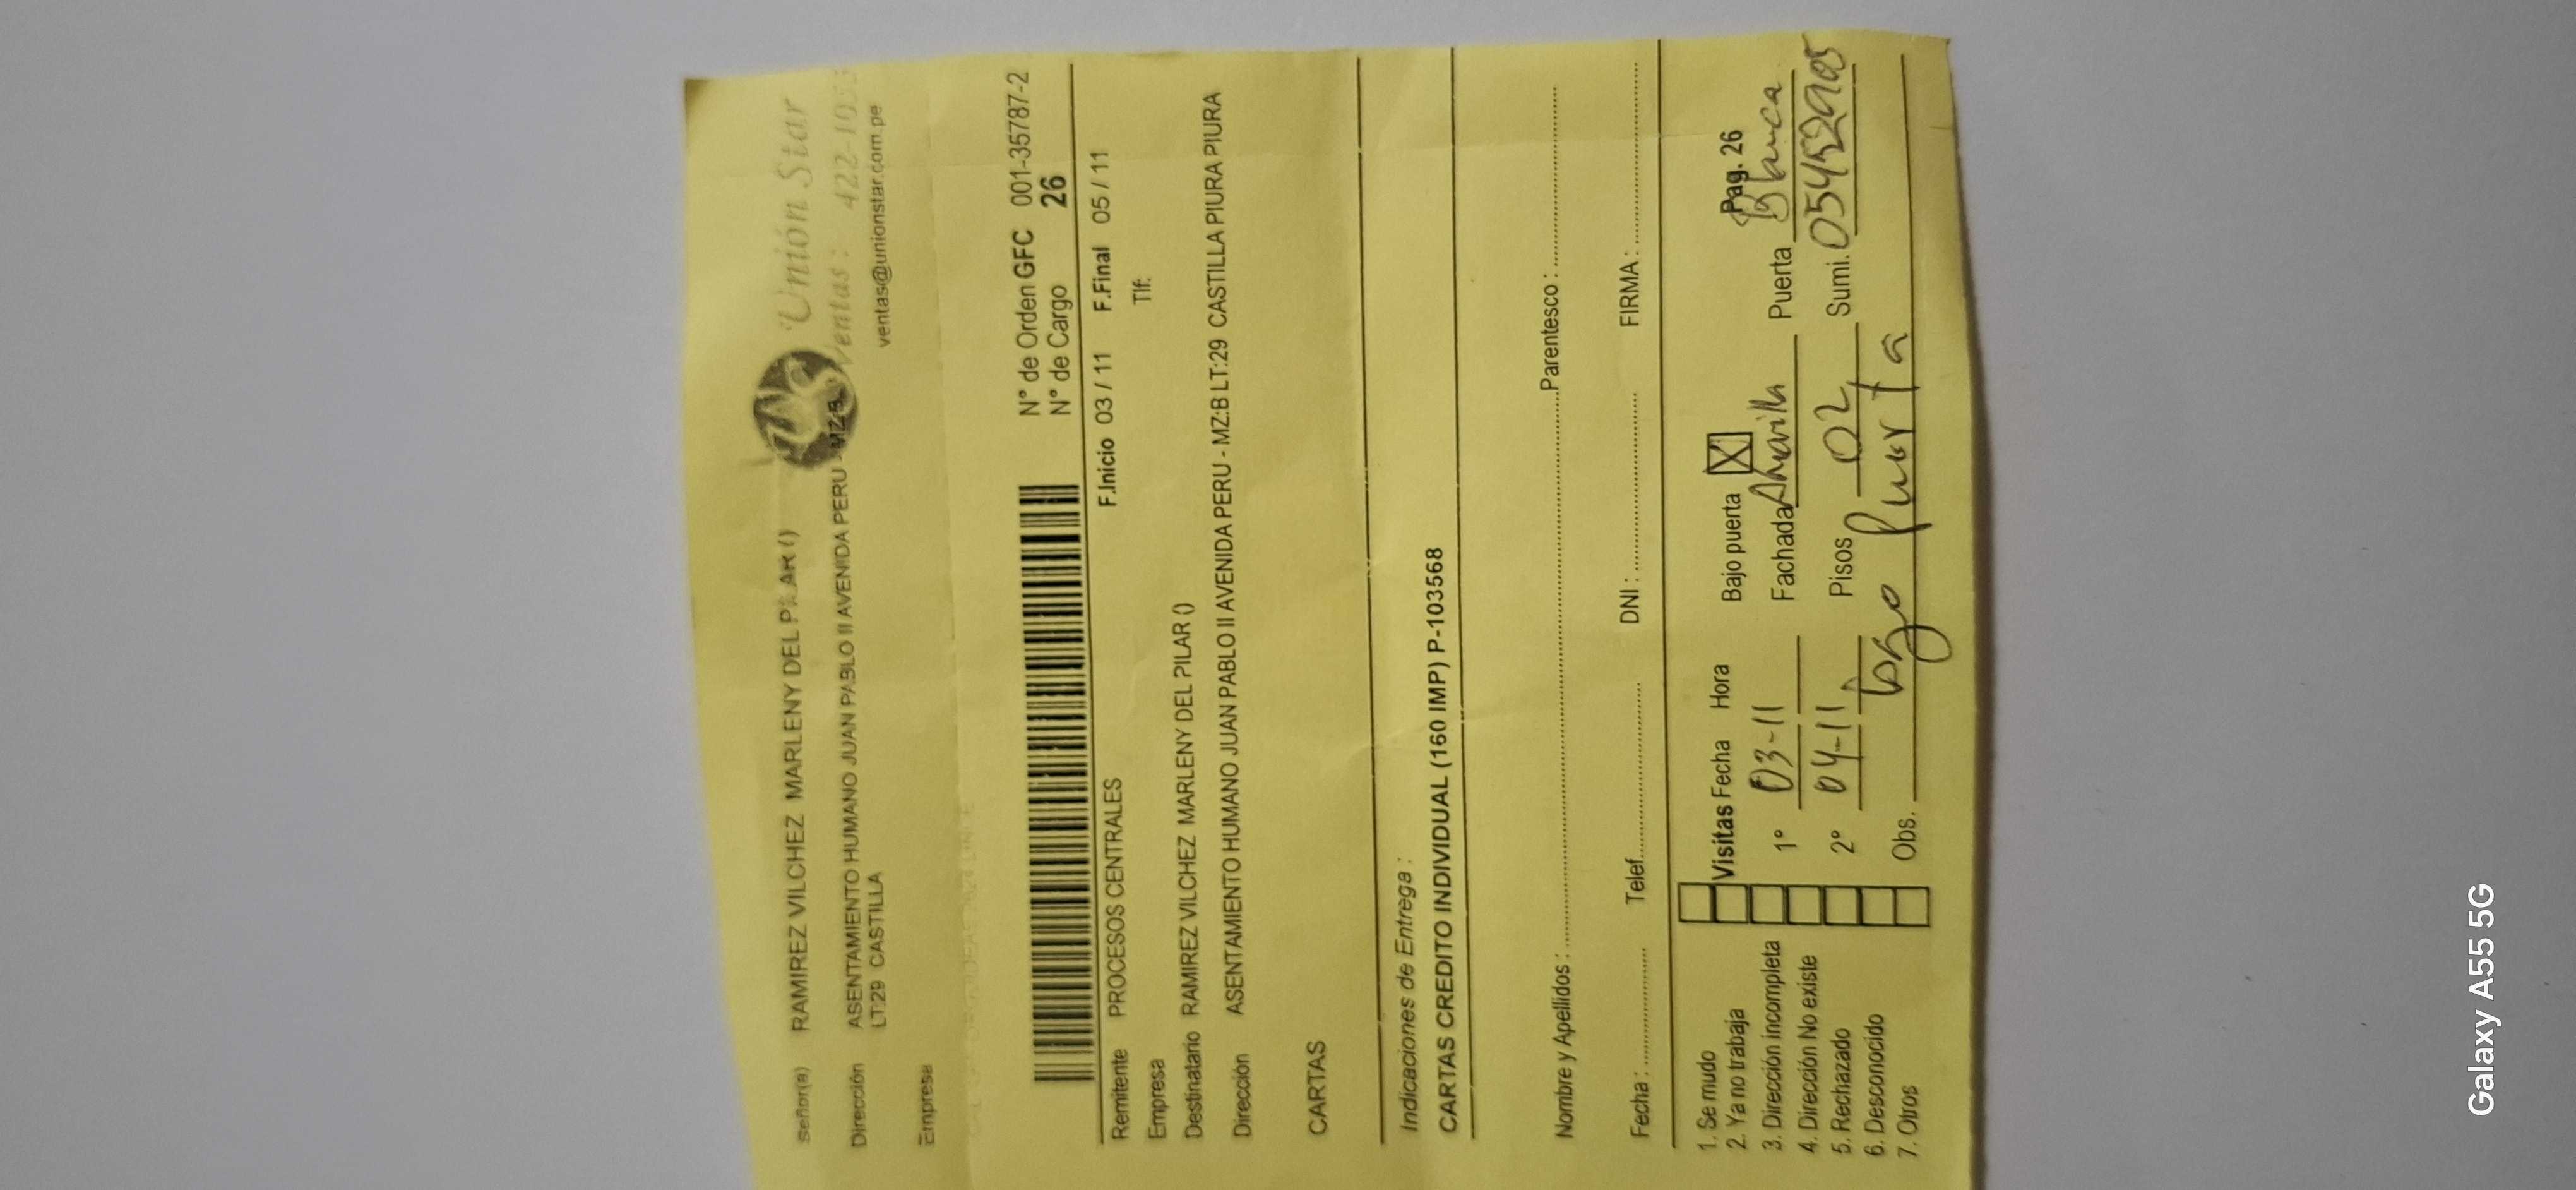 Unión Star
Señor(a) RAMIREZ VILCHEZ MARLENY DEL PILAR ()
Ventas: 422-105
Dirección ASENTAMIENTO HUMANO JUAN PABLO II AVENIDA PERU - MZ:B
LT:29 CASTILLA
ventas@unionstar.com.pe
Empresa
N° de Orden GFC 001-35787-2
N° de Cargo 26
F.Inicio 03 / 11 F.Final 05 / 11
Remitente PROCESOS CENTRALES
Empresa Tlf:
Destinatario RAMIREZ VILCHEZ MARLENY DEL PILAR ()
Dirección ASENTAMIENTO HUMANO JUAN PABLO II AVENIDA PERU - MZ:B LT:29 CASTILLA PIURA PIURA
CARTAS
Indicaciones de Entrega :
CARTAS CREDITO INDIVIDUAL (160 IMP) P-103568
Nombre y Apellidos : Parentesco :
Fecha : Telef. DNI : FIRMA :
Pag. 26
1. Se mudo
2. Ya no trabaja Visitas Fecha Hora Bajo puerta X
3. Dirección incompleta 1° 03-11 Fachada Amarilla Puerta Blanca
4. Dirección No existe
5. Rechazado 2° 04-11 Pisos 02 Sumi.
6. Desconocido
7. Otros Obs. bajo Puerta
Galaxy A55 5G